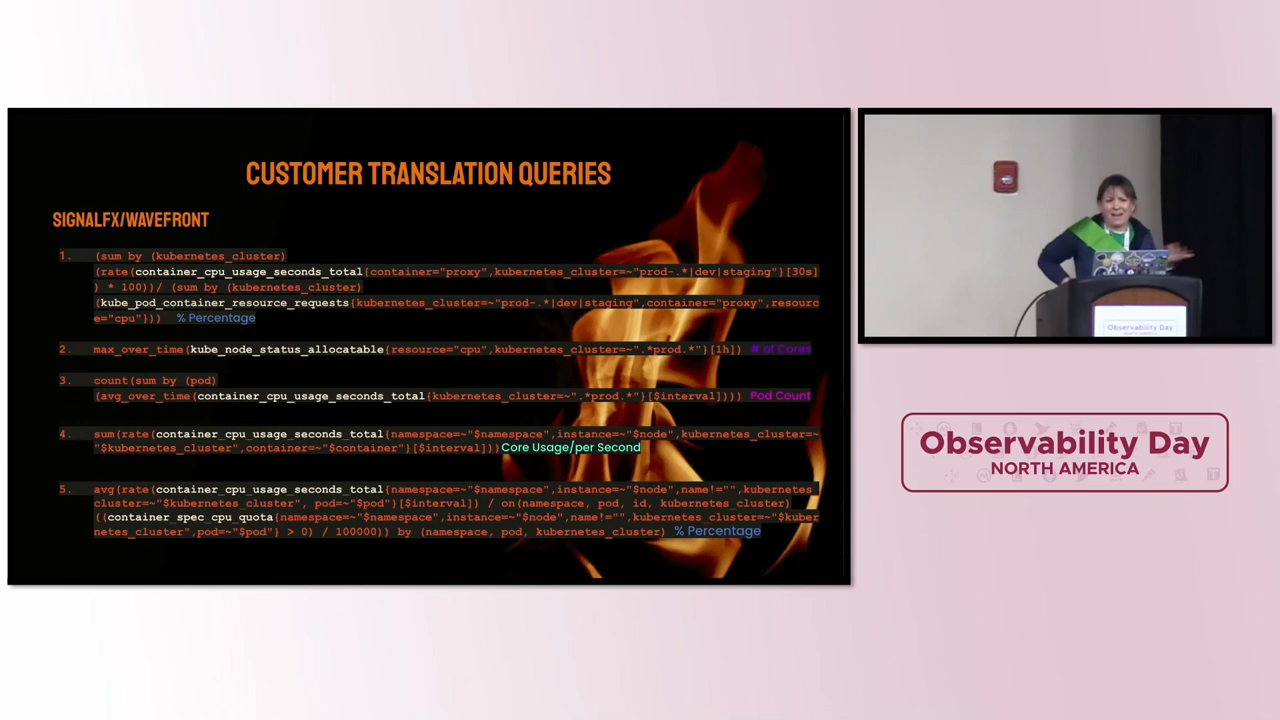 CUSTOMER TRANSLATION QUERIES
SIGNALFX/WAVEFRONT
1. (sum by (kubernetes_cluster)
(rate(container_cpu_usage_seconds_total{container="proxy",kubernetes_cluster=~"prod-.*|dev|staging"}[30s]
) * 100))/ (sum by (kubernetes_cluster)
(kube_pod_container_resource_requests{kubernetes_cluster=~"prod-.*|dev|staging",container="proxy",resourc
e="cpu"})) % Percentage
2. max_over_time(kube_node_status_allocatable{resource="cpu",kubernetes_cluster=~".*prod.*"}[1h]) # of Cores
3. count(sum by (pod)
(avg_over_time(container_cpu_usage_seconds_total{kubernetes_cluster=~".*prod.*"}[$interval]))) Pod Count
4. sum(rate(container_cpu_usage_seconds_total{namespace=~"$namespace",instance=~"$node",kubernetes_cluster=~
"$kubernetes_cluster",container=~"$container"}[$interval])) Core Usage/per Second
5. avg(rate(container_cpu_usage_seconds_total{namespace=~"$namespace",instance=~"$node",name!="",kubernetes_
cluster=~"$kubernetes_cluster", pod=~"$pod"}[$interval]) / on(namespace, pod, id, kubernetes_cluster)
((container_spec_cpu_quota{namespace=~"$namespace",instance=~"$node",name!="",kubernetes_cluster=~"$kuber
netes_cluster",pod=~"$pod"} > 0) / 100000)) by (namespace, pod, kubernetes_cluster) % Percentage
Observability Day
Observability Day
NORTH AMERICA